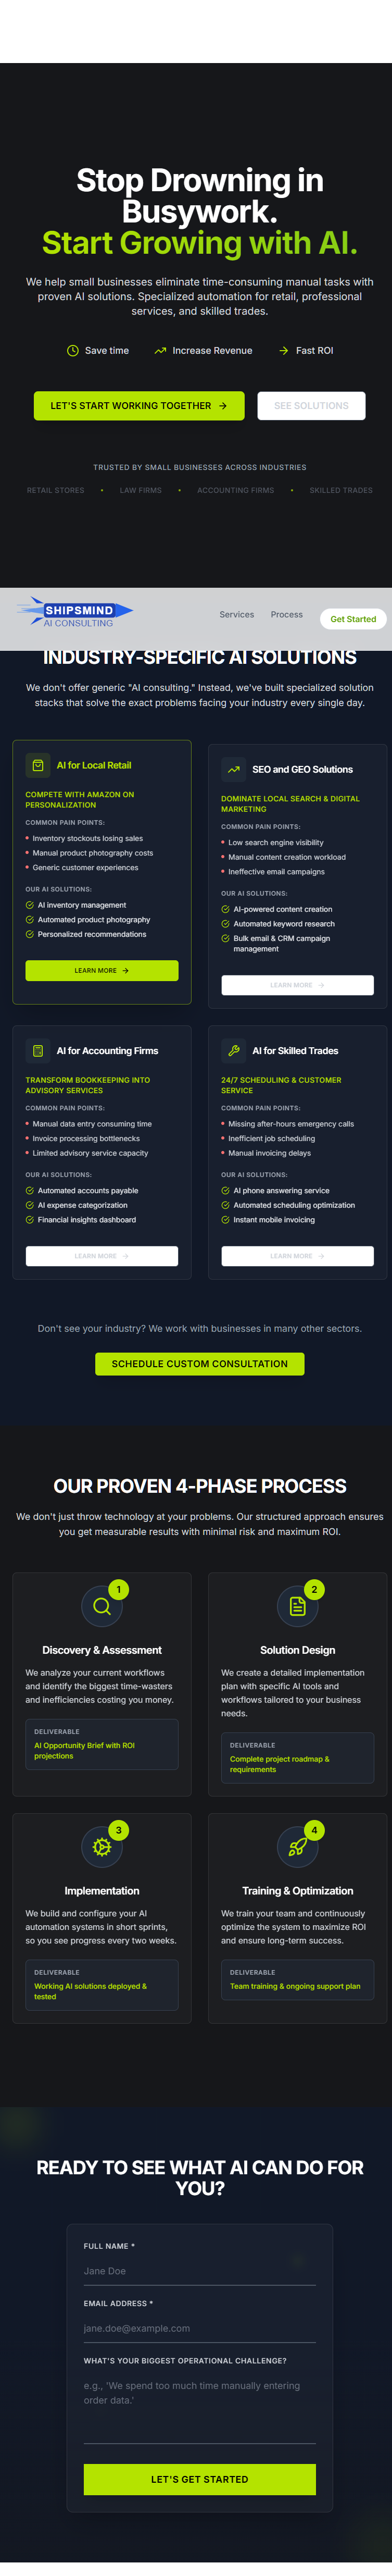 Stop Drowning in
Busywork.
Start Growing with AI.
We help small businesses eliminate time-consuming manual tasks with
proven AI solutions. Specialized automation for retail, professional
services, and skilled trades.
Save time
Increase Revenue
Fast ROI
LET'S START WORKING TOGETHER
SEE SOLUTIONS
TRUSTED BY SMALL BUSINESSES ACROSS INDUSTRIES
RETAIL STORES • LAW FIRMS • ACCOUNTING FIRMS • SKILLED TRADES
SHIPSMIND
AI CONSULTING
Services
Process
Get Started
INDUSTRY-SPECIFIC AI SOLUTIONS
We don't offer generic "AI consulting." Instead, we've built specialized solution
stacks that solve the exact problems facing your industry every single day.
AI for Local Retail
COMPETE WITH AMAZON ON
PERSONALIZATION
COMMON PAIN POINTS:
Inventory stockouts losing sales
Manual product photography costs
Generic customer experiences
OUR AI SOLUTIONS:
AI inventory management
Automated product photography
Personalized recommendations
LEARN MORE
SEO and GEO Solutions
DOMINATE LOCAL SEARCH & DIGITAL
MARKETING
COMMON PAIN POINTS:
Low search engine visibility
Manual content creation workload
Ineffective email campaigns
OUR AI SOLUTIONS:
AI-powered content creation
Automated keyword research
Bulk email & CRM campaign
management
LEARN MORE
AI for Accounting Firms
TRANSFORM BOOKKEEPING INTO
ADVISORY SERVICES
COMMON PAIN POINTS:
Manual data entry consuming time
Invoice processing bottlenecks
Limited advisory service capacity
OUR AI SOLUTIONS:
Automated accounts payable
AI expense categorization
Financial insights dashboard
LEARN MORE
AI for Skilled Trades
24/7 SCHEDULING & CUSTOMER
SERVICE
COMMON PAIN POINTS:
Missing after-hours emergency calls
Inefficient job scheduling
Manual invoicing delays
OUR AI SOLUTIONS:
AI phone answering service
Automated scheduling optimization
Instant mobile invoicing
LEARN MORE
Don't see your industry? We work with businesses in many other sectors.
SCHEDULE CUSTOM CONSULTATION
OUR PROVEN 4-PHASE PROCESS
We don't just throw technology at your problems. Our structured approach ensures
you get measurable results with minimal risk and maximum ROI.
1
Discovery & Assessment
We analyze your current workflows
and identify the biggest time-wasters
and inefficiencies costing you money.
DELIVERABLE
AI Opportunity Brief with ROI
projections
2
Solution Design
We create a detailed implementation
plan with specific AI tools and
workflows tailored to your business
needs.
DELIVERABLE
Complete project roadmap &
requirements
3
Implementation
We build and configure your AI
automation systems in short sprints,
so you see progress every two weeks.
DELIVERABLE
Working AI solutions deployed &
tested
4
Training & Optimization
We train your team and continuously
optimize the system to maximize ROI
and ensure long-term success.
DELIVERABLE
Team training & ongoing support plan
READY TO SEE WHAT AI CAN DO FOR
YOU?
FULL NAME *
Jane Doe
EMAIL ADDRESS *
jane.doe@example.com
WHAT'S YOUR BIGGEST OPERATIONAL CHALLENGE?
e.g., 'We spend too much time manually entering
order data.'
LET'S GET STARTED